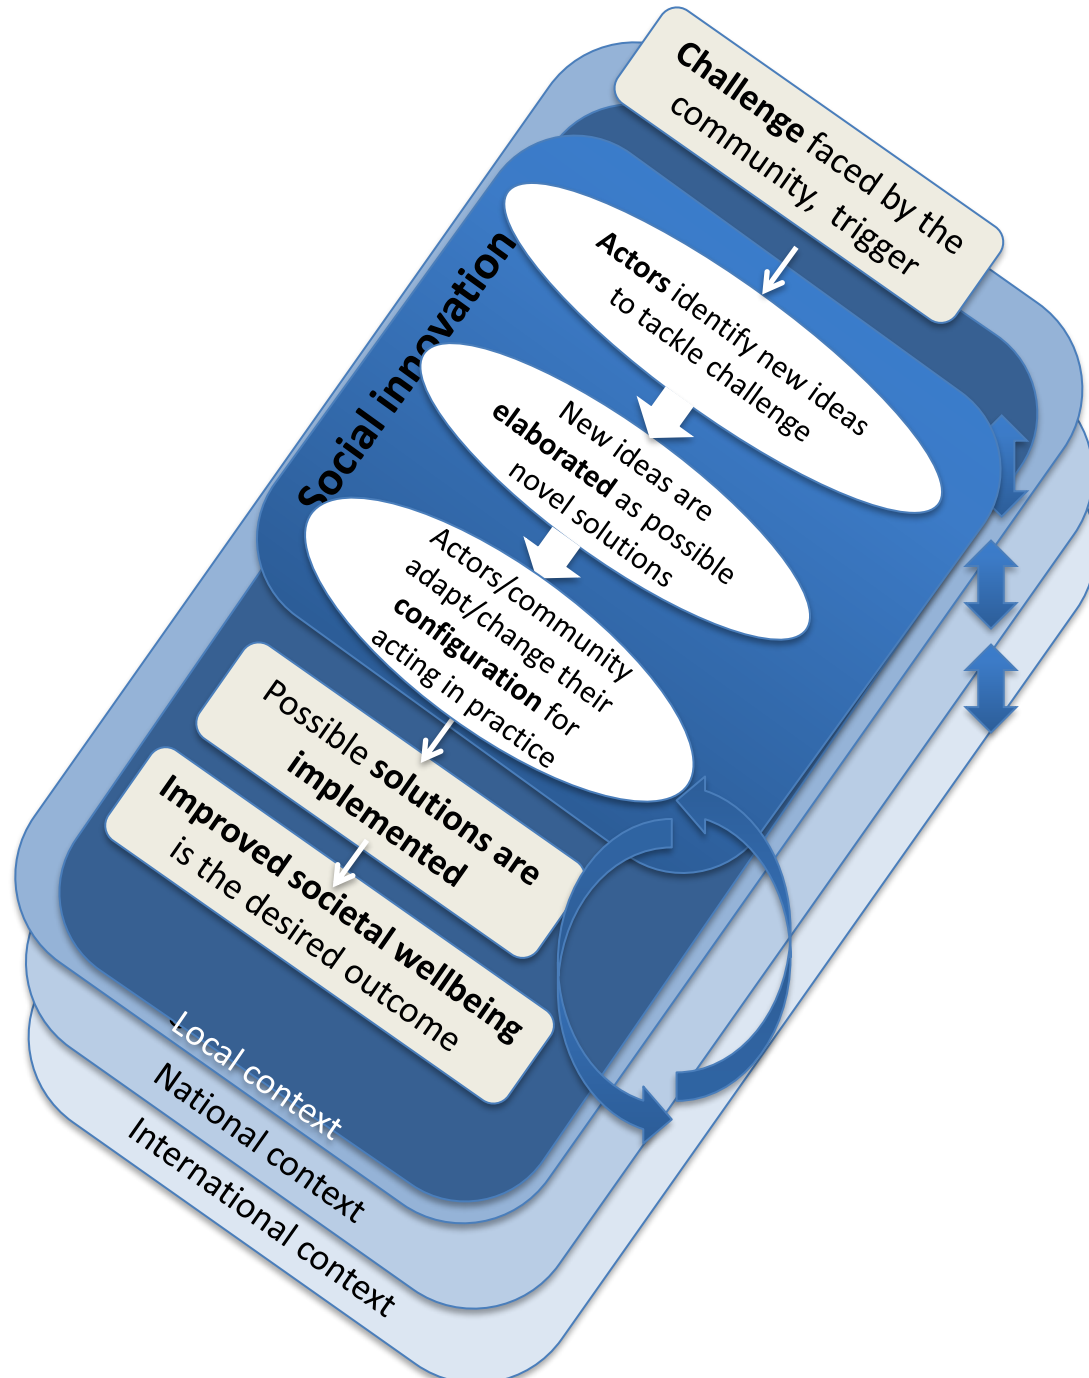 Challenge faced by the
community, trigger
Social innovation
Actors identify new ideas
to tackle challenge
New ideas are
elaborated as possible
novel solutions
Actors/community
adapt/change their
configuration for
acting in practice
Possible solutions are
implemented
Improved societal wellbeing
is the desired outcome
Local context
National context
International context